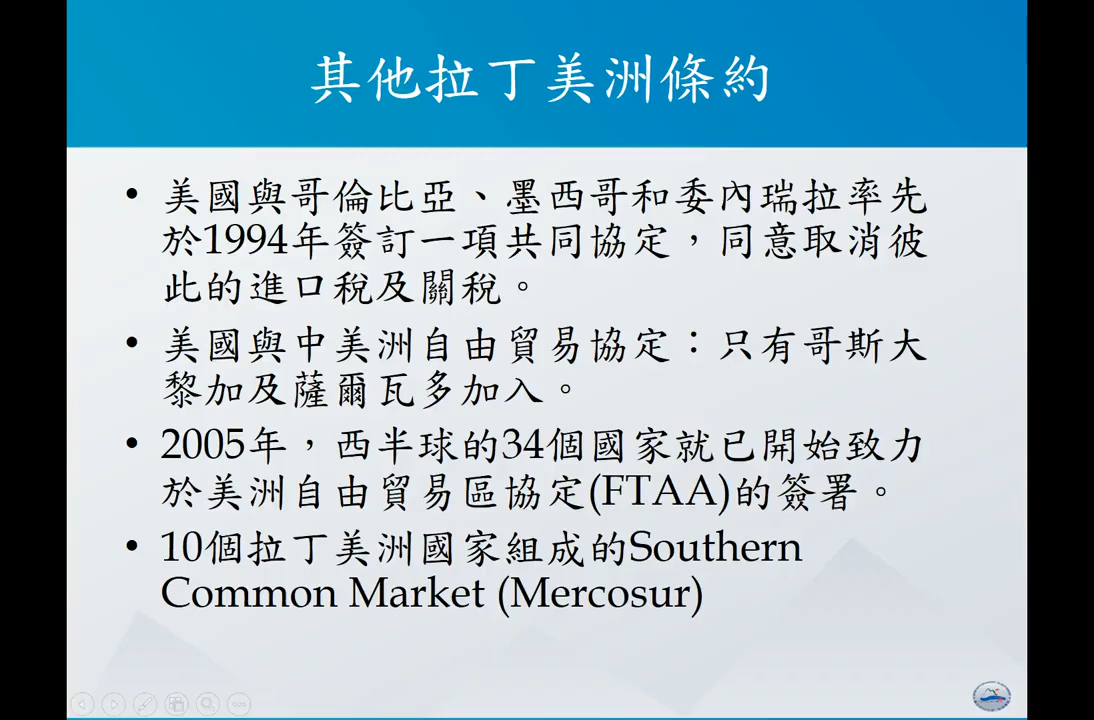 其他拉丁美洲條約
• 美國與哥倫比亞、墨西哥和委內瑞拉率先
於1994年簽訂一項共同協定，同意取消彼
此的進口稅及關稅。
• 美國與中美洲自由貿易協定：只有哥斯大
黎加及薩爾瓦多加入。
• 2005年，西半球的34個國家就已開始致力
於美洲自由貿易區協定(FTAA)的簽署。
• 10個拉丁美洲國家組成的Southern
Common Market (Mercosur)